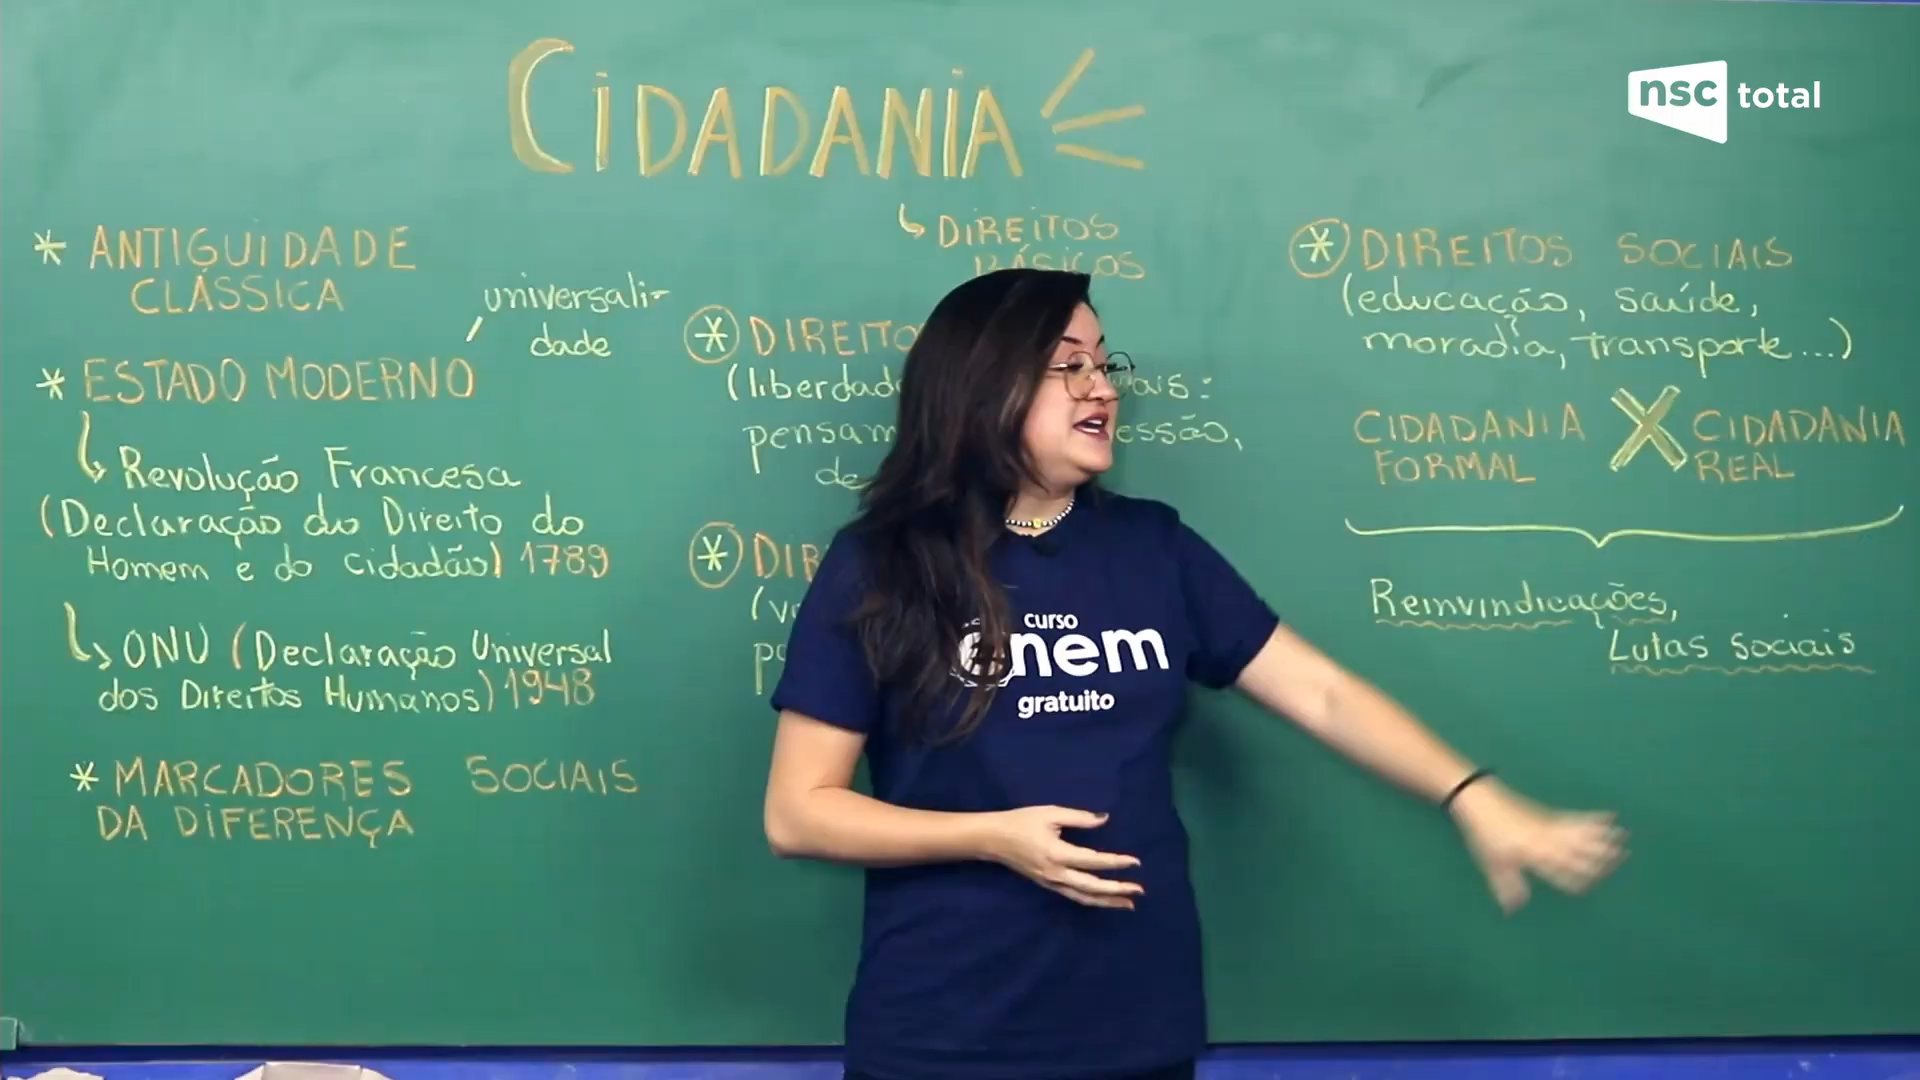 CIDADANIA
nsc total
* ANTIGUIDADE
CLÁSSICA
universali-
dade
* ESTADO MODERNO
Revolução Francesa
(Declaração do Direito do
Homem e do cidadão) 1789
ONU (Declaração Universal
dos Direitos Humanos) 1948
* MARCADORES SOCIAIS
DA DIFERENÇA
DIREITOS
BÁSICOS
* 
(
* 
* DIREITOS SOCIAIS
(educação, saúde,
moradia, transporte...)
CIDADANIA X CIDADANIA
FORMAL REAL
Reinvindicações,
Lutas sociais
curso
enem
gratuito